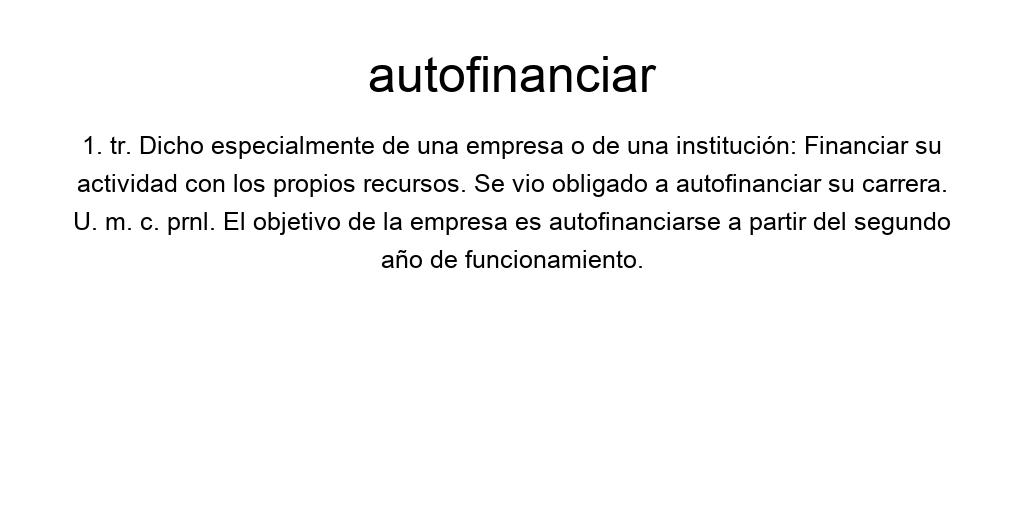 autofinanciar
1. tr. Dicho especialmente de una empresa o de una institución: Financiar su
actividad con los propios recursos. Se vio obligado a autofinanciar su carrera.
U. m. c. prnl. El objetivo de la empresa es autofinanciarse a partir del segundo
año de funcionamiento.